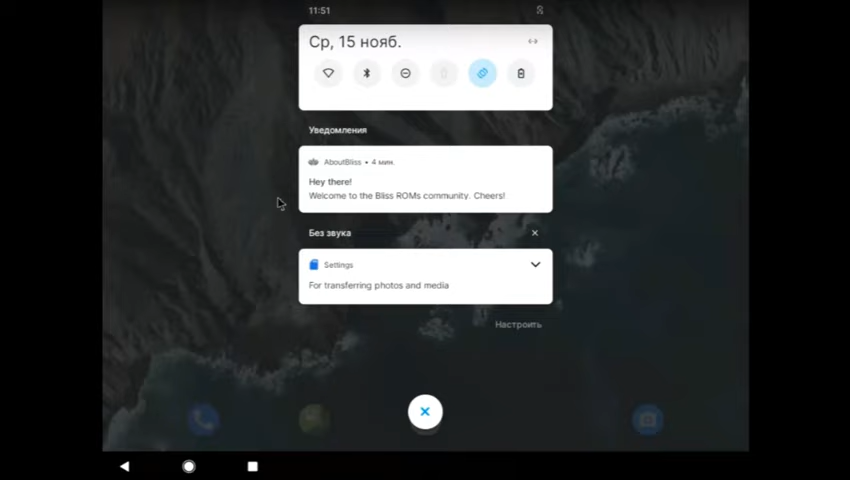 11:51
Ср, 15 нояб.
Уведомления
AboutBliss • 4 мин.
Hey there!
Welcome to the Bliss ROMs community. Cheers!
Без звука
Settings
For transferring photos and media
Настроить